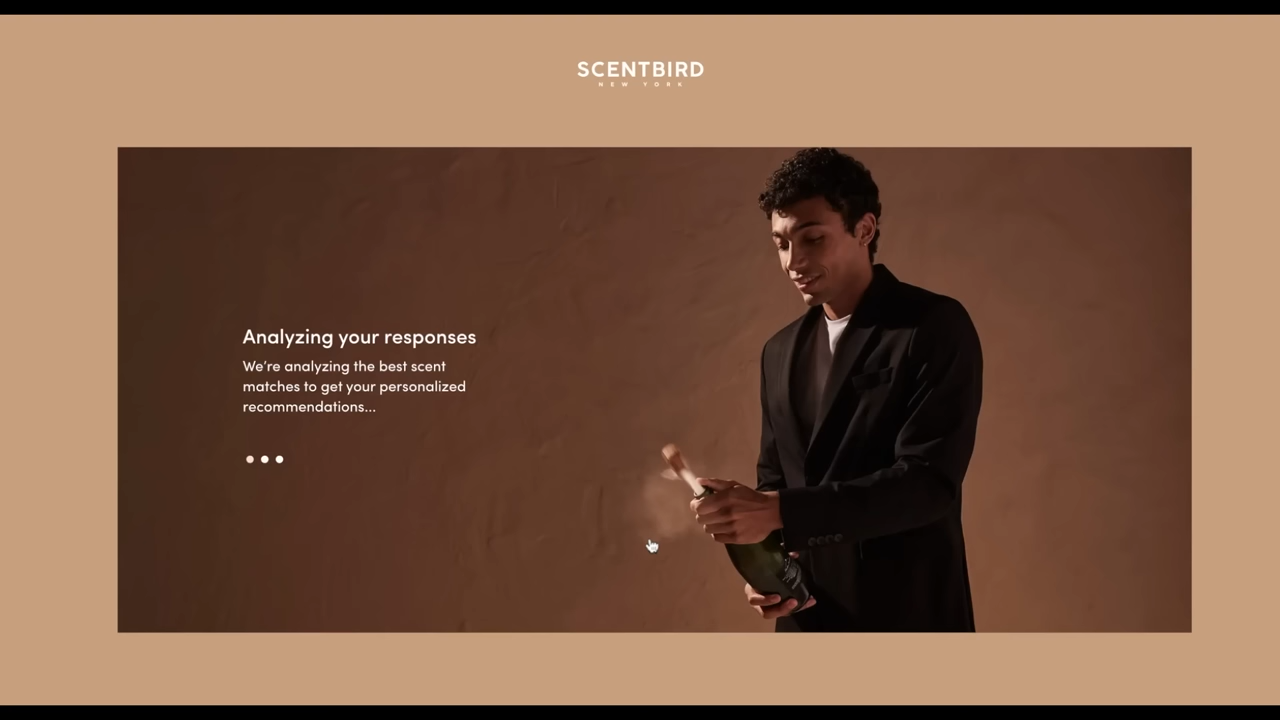 SCENTBIRD
NEW YORK
Analyzing your responses
We're analyzing the best scent
matches to get your personalized
recommendations...